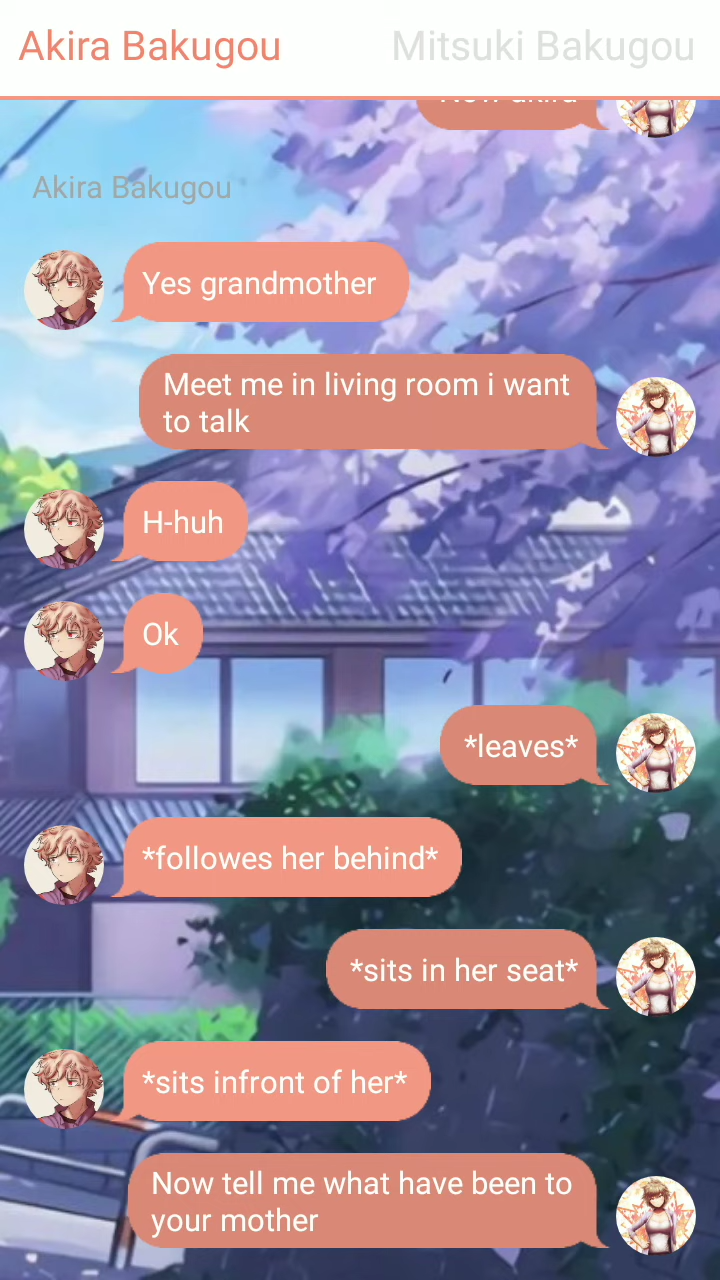 Akira Bakugou
Mitsuki Bakugou
Akira Bakugou
Yes grandmother
Meet me in living room i want
to talk
H-huh
Ok
*leaves*
*followes her behind*
*sits in her seat*
*sits infront of her*
Now tell me what have been to
your mother